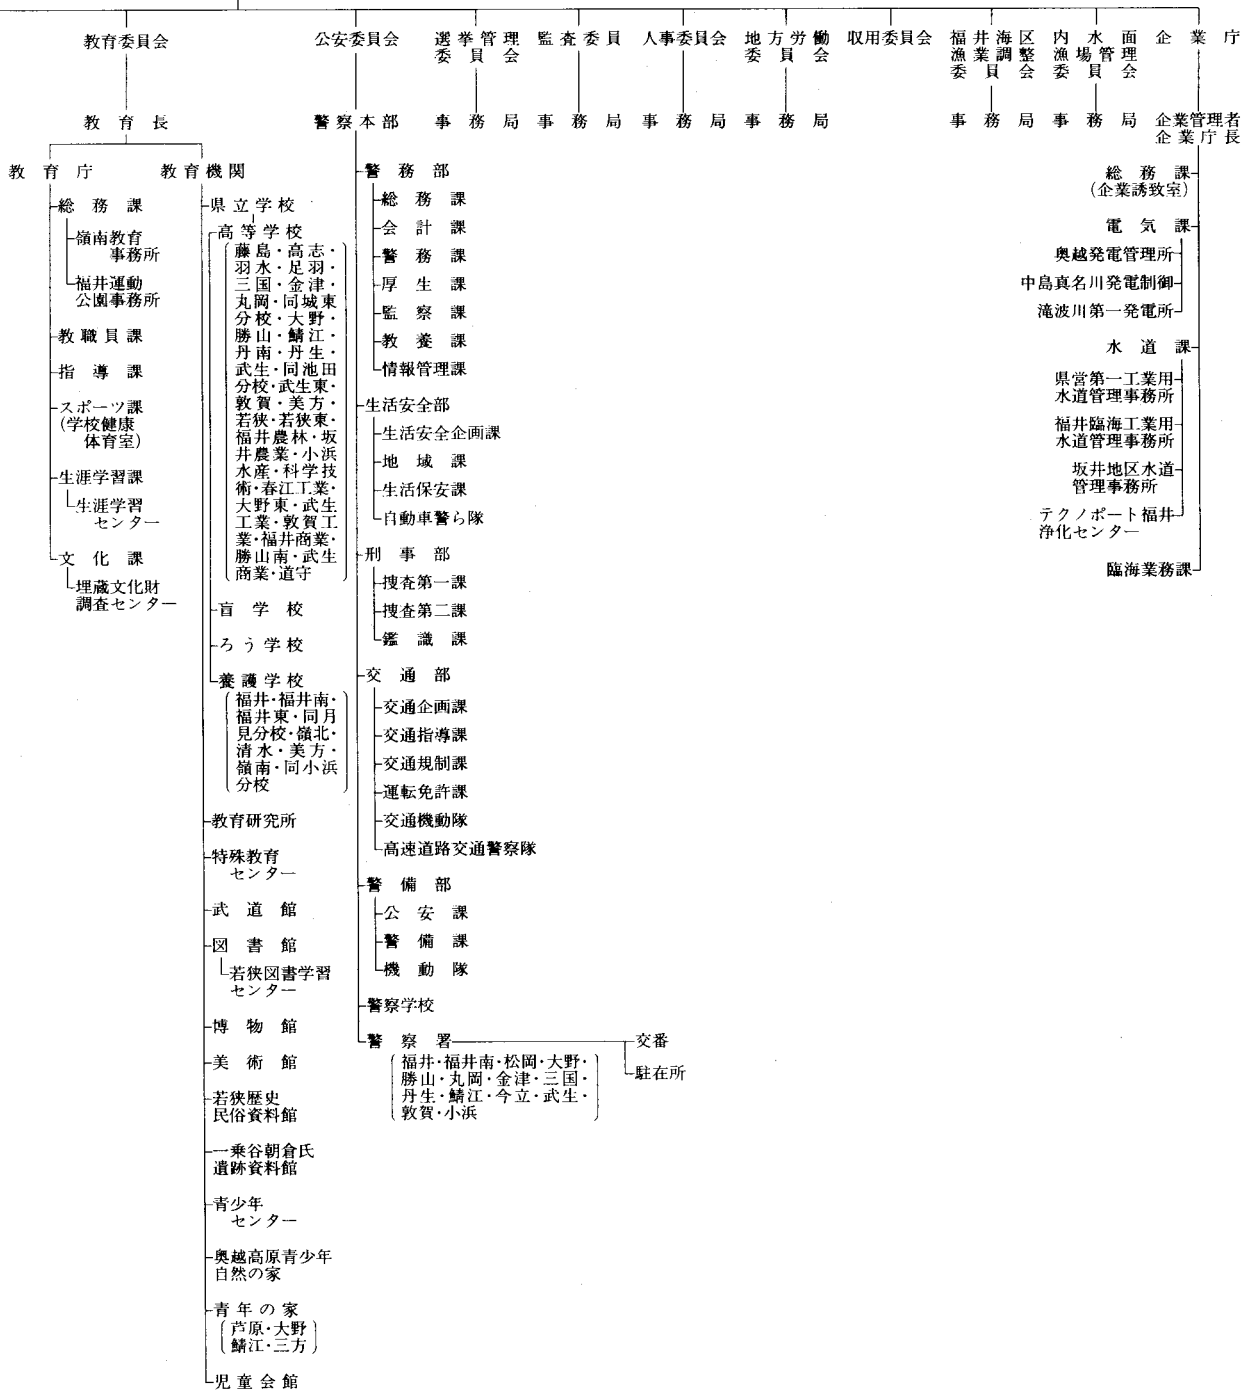 教育委員会
教育長
教育庁
総務課
嶺南教育
事務所
福井運動
公園事務所
教職員課
指導課
スポーツ課
(学校健康
体育室)
生涯学習課
生涯学習
センター
文化課
埋蔵文化財
調査センター
教育機関
県立学校
高等学校
藤島・高志・
羽水・足羽・
三国・金津・
丸岡・同城東
分校・大野・
勝山・鯖江・
丹南・丹生・
武生・同池田
分校・武生東・
敦賀・美方・
若狭・若狭東・
福井農林・坂
井農業・小浜
水産・科学技
術・春江工業・
大野東・武生
工業・敦賀工
業・福井商業・
勝山南・武生
商業・道守
盲学校
ろう学校
養護学校
福井・福井南・
福井東・同月
見分校・嶺北・
清水・美方・
嶺南・同小浜
分校
教育研究所
特殊教育
センター
武道館
図書館
若狭図書学習
センター
博物館
美術館
若狭歴史
民俗資料館
一乗谷朝倉氏
遺跡資料館
青少年
センター
奥越高原青少年
自然の家
青年の家
芦原・大野
鯖江・三方
児童会館
公安委員会
警察本部
警務部
総務課
会計課
警務課
厚生課
監察課
教養課
情報管理課
生活安全部
生活安全企画課
地域課
生活保安課
自動車警ら隊
刑事部
捜査第一課
捜査第二課
鑑識課
交通部
交通企画課
交通指導課
交通規制課
運転免許課
交通機動隊
高速道路交通警察隊
警備部
公安課
警備課
機動隊
警察学校
警察署
福井・福井南・松岡・大野・
勝山・丸岡・金津・三国・
丹生・鯖江・今立・武生・
敦賀・小浜
交番
駐在所
選挙管理
委員会
事務局
監査委員
事務局
人事委員会
事務局
地方労働
委員会
事務局
収用委員会
福井海区
漁業調整
委員会
事務局
内水面
漁場管理
委員会
事務局
企業庁
企業管理者
企業庁長
総務課
(企業誘致室)
電気課
奥越発電管理所
中島真名川発電制御
滝波川第一発電所
水道課
県営第一工業用
水道管理事務所
福井臨海工業用
水道管理事務所
坂井地区水道
管理事務所
テクノポート福井
浄化センター
臨海業務課